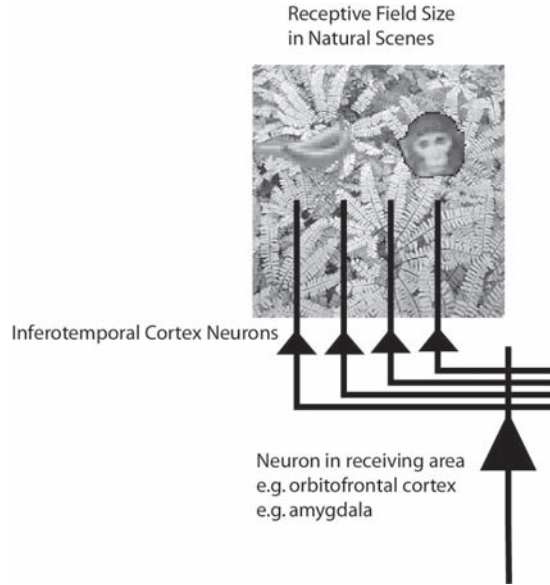 Receptive Field Size
in Natural Scenes
Inferotemporal Cortex Neurons
Neuron in receiving area
e.g. orbitofrontal cortex
e.g. amygdala